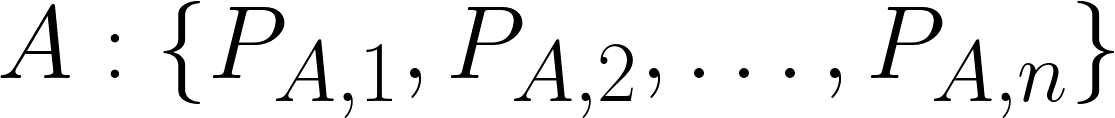 A : {P_{A,1}, P_{A,2}, . . . , P_{A,n}}